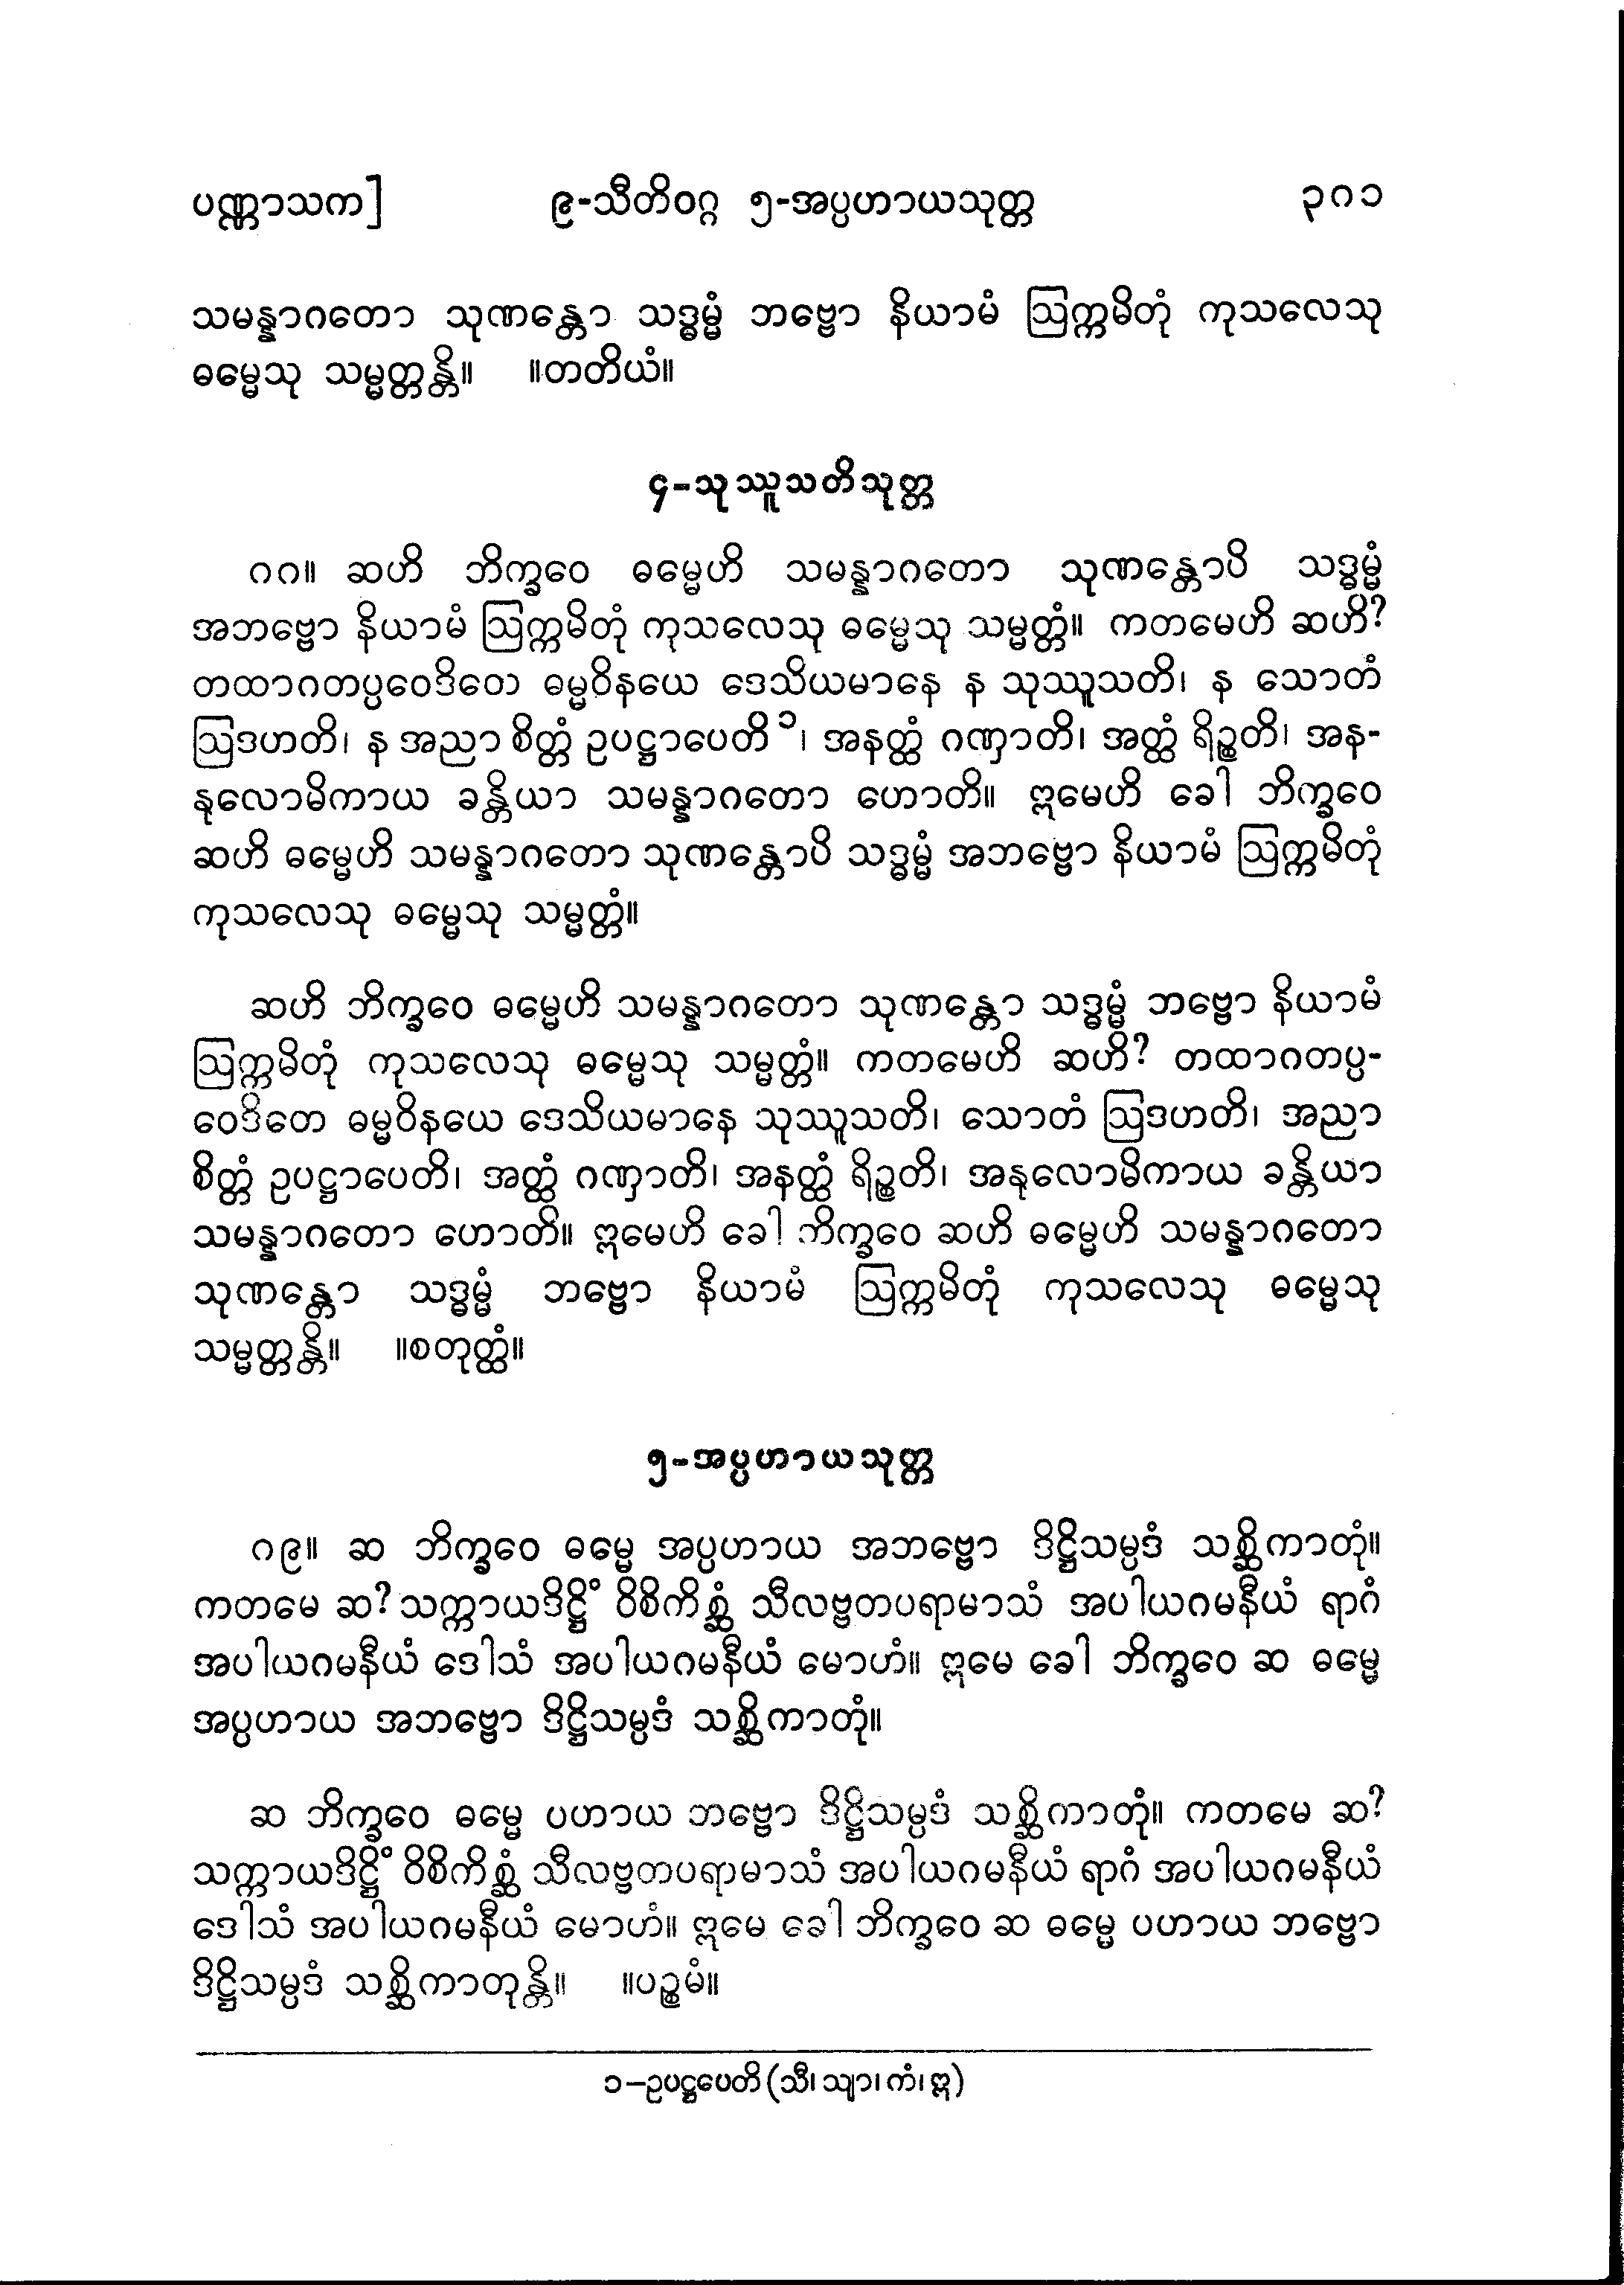 ပဏ္ဏာသက] ၉-သီတိဝဂ္ဂ ၅-အပ္ပဟာယသုတ္တ ၃၈၁
သမန္နာဂတော သုဏန္တော သဒ္ဓမ္မံ ဘဗ္ဗော နိယာမံ ဩက္ကမိတုံ ကုသလေသု
ဓမ္မေသု သမ္မတ္တန္တိ။ ။တတိယံ။
၄-သုဿူသတိသုတ္တ
၈၈။ ဆဟိ ဘိက္ခဝေ ဓမ္မေဟိ သမန္နာဂတော သုဏန္တောပိ သဒ္ဓမ္မံ
အဘဗ္ဗော နိယာမံ ဩက္ကမိတုံ ကုသလေသု ဓမ္မေသု သမ္မတ္တံ။ ကတမေဟိ ဆဟိ?
တထာဂတပ္ပဝေဒိတေ ဓမ္မဝိနယေ ဒေသိယမာနေ န သုဿူသတိ၊ န သောတံ
ဩဒဟတိ၊ န အညာ စိတ္တံ ဥပဋ္ဌာပေတိ ၁၊ အနတ္ထံ ဂဏှာတိ၊ အတ္ထံ ရိဉ္စတိ၊ အန-
နုလောမိကာယ ခန္တိယာ သမန္နာဂတော ဟောတိ။ ဣမေဟိ ခေါ ဘိက္ခဝေ
ဆဟိ ဓမ္မေဟိ သမန္နာဂတော သုဏန္တောပိ သဒ္ဓမ္မံ အဘဗ္ဗော နိယာမံ ဩက္ကမိတုံ
ကုသလေသု ဓမ္မေသု သမ္မတ္တံ။
ဆဟိ ဘိက္ခဝေ ဓမ္မေဟိ သမန္နာဂတော သုဏန္တော သဒ္ဓမ္မံ ဘဗ္ဗော နိယာမံ
ဩက္ကမိတုံ ကုသလေသု ဓမ္မေသု သမ္မတ္တံ။ ကတမေဟိ ဆဟိ? တထာဂတပ္ပ-
ဝေဒိတေ ဓမ္မဝိနယေ ဒေသိယမာနေ သုဿူသတိ၊ သောတံ ဩဒဟတိ၊ အညာ
စိတ္တံ ဥပဋ္ဌာပေတိ၊ အတ္ထံ ဂဏှာတိ၊ အနတ္ထံ ရိဉ္စတိ၊ အနုလောမိကာယ ခန္တိယာ
သမန္နာဂတော ဟောတိ။ ဣမေဟိ ခေါ ဘိက္ခဝေ ဆဟိ ဓမ္မေဟိ သမန္နာဂတော
သုဏန္တော သဒ္ဓမ္မံ ဘဗ္ဗော နိယာမံ ဩက္ကမိတုံ ကုသလေသု ဓမ္မေသု
သမ္မတ္တန္တိ။ ။စတုတ္ထံ။
၅-အပ္ပဟာယသုတ္တ
၈၉။ ဆ ဘိက္ခဝေ ဓမ္မေ အပ္ပဟာယ အဘဗ္ဗော ဒိဋ္ဌိသမ္ပဒံ သစ္ဆိကာတုံ။
ကတမေ ဆ? သက္ကာယဒိဋ္ဌိံ ဝိစိကိစ္ဆံ သီလဗ္ဗတပရာမာသံ အပါယဂမနီယံ ရာဂံ
အပါယဂမနီယံ ဒေါသံ အပါယဂမနီယံ မောဟံ။ ဣမေ ခေါ ဘိက္ခဝေ ဆ ဓမ္မေ
အပ္ပဟာယ အဘဗ္ဗော ဒိဋ္ဌိသမ္ပဒံ သစ္ဆိကာတုံ။
ဆ ဘိက္ခဝေ ဓမ္မေ ပဟာယ ဘဗ္ဗော ဒိဋ္ဌိသမ္ပဒံ သစ္ဆိကာတုံ။ ကတမေ ဆ?
သက္ကာယဒိဋ္ဌိံ ဝိစိကိစ္ဆံ သီလဗ္ဗတပရာမာသံ အပါယဂမနီယံ ရာဂံ အပါယဂမနီယံ
ဒေါသံ အပါယဂမနီယံ မောဟံ။ ဣမေ ခေါ ဘိက္ခဝေ ဆ ဓမ္မေ ပဟာယ ဘဗ္ဗော
ဒိဋ္ဌိသမ္ပဒံ သစ္ဆိကာတုန္တိ။ ။ပဉ္စမံ။
၁–ဥပဋ္ဌပေတိ (သီ၊ သျာ၊ ကံ၊ ဣ)